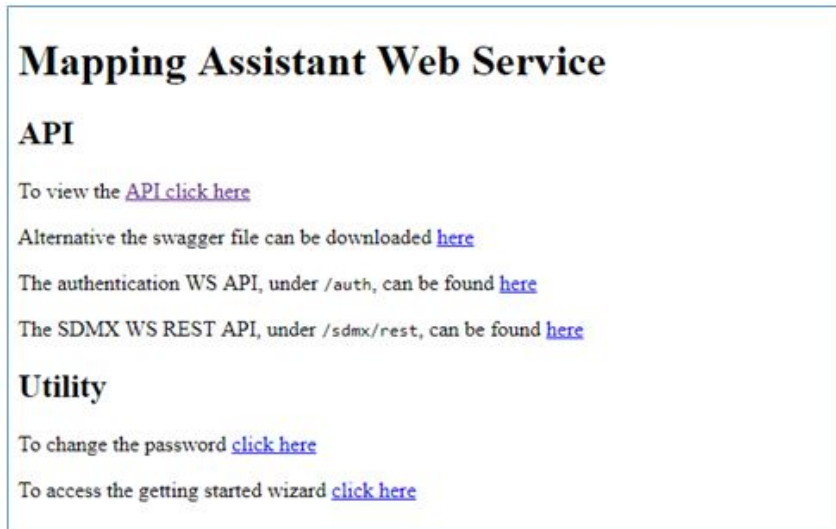 Mapping Assistant Web Service
API
To view the API click here
Alternative the swagger file can be downloaded here
The authentication WS API, under /auth, can be found here
The SDMX WS REST API, under /sdmx/rest, can be found here
Utility
To change the password click here
To access the getting started wizard click here